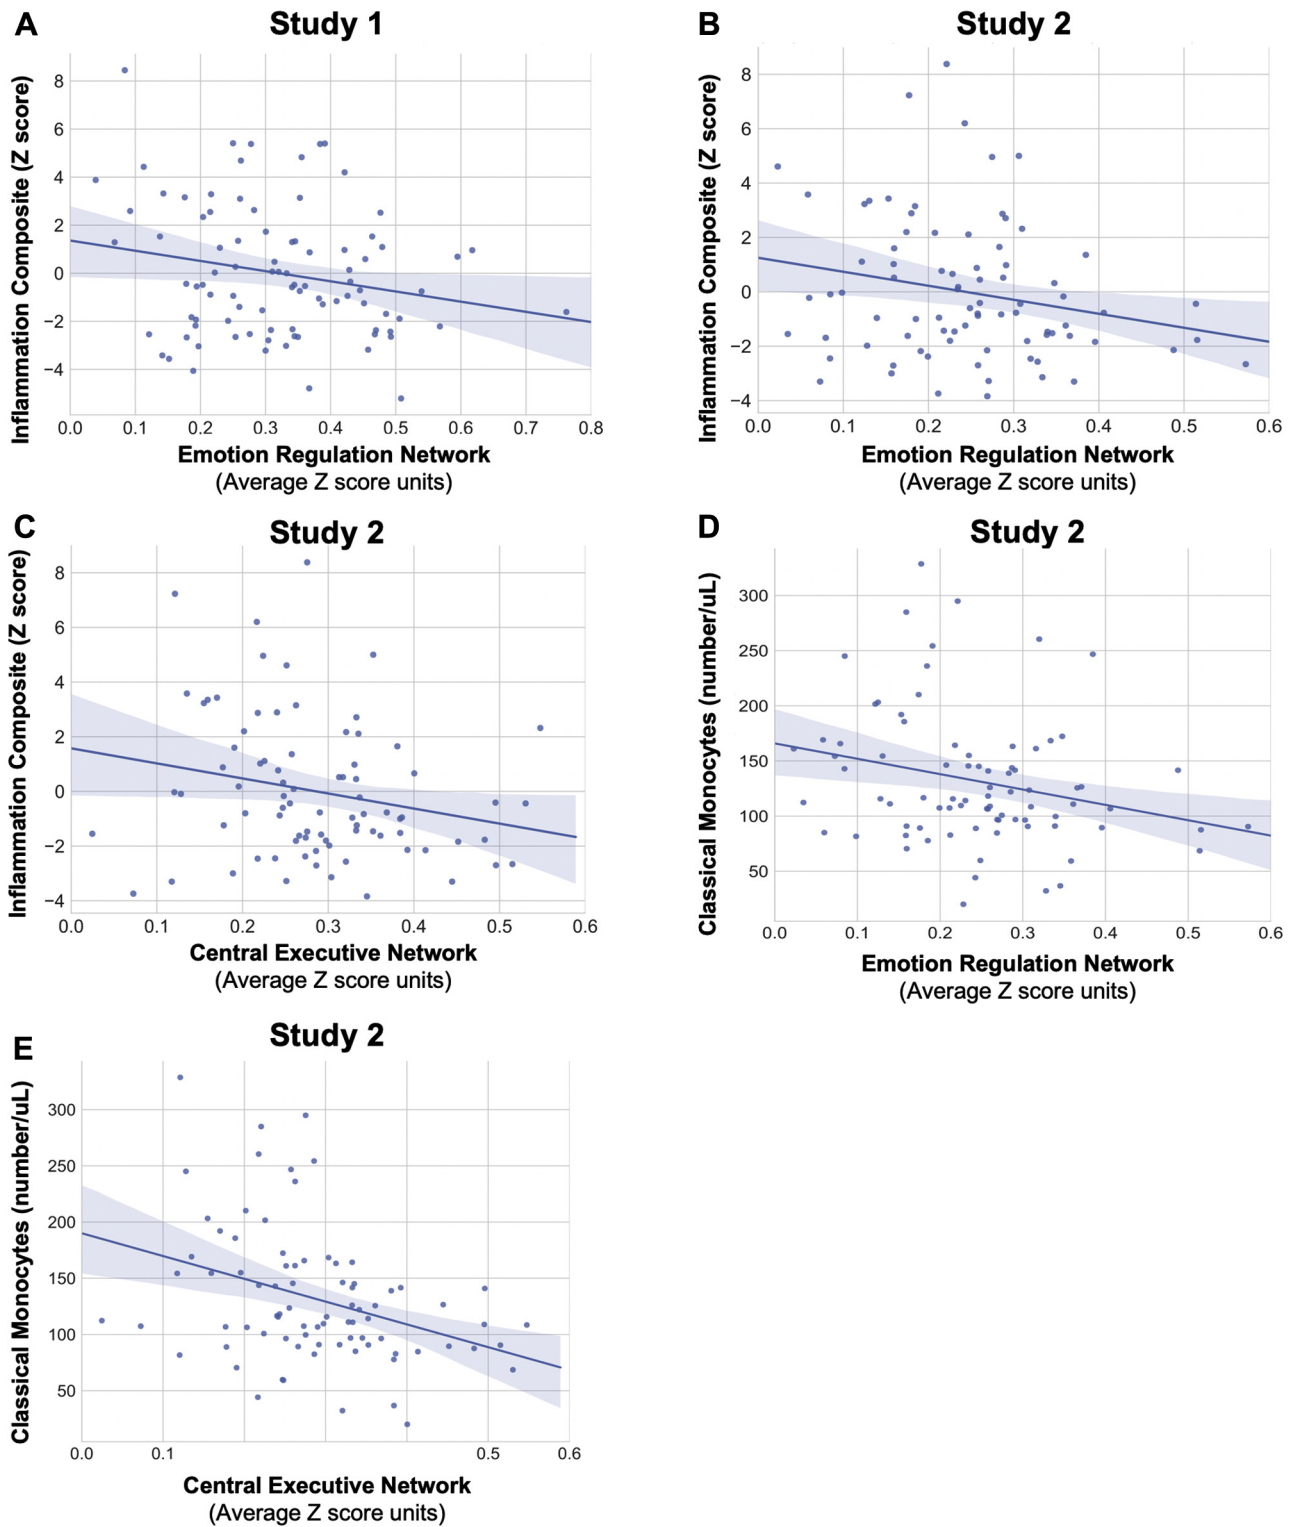 A
Study 1
Inflammation Composite (Z score)
8
6
4
2
0
−2
−4
0.0 0.1 0.2 0.3 0.4 0.5 0.6 0.7 0.8
Emotion Regulation Network
(Average Z score units)
B
Study 2
Inflammation Composite (Z score)
8
6
4
2
0
−2
−4
0.0 0.1 0.2 0.3 0.4 0.5 0.6
Emotion Regulation Network
(Average Z score units)
C
Study 2
Inflammation Composite (Z score)
8
6
4
2
0
−2
−4
0.0 0.1 0.2 0.3 0.4 0.5 0.6
Central Executive Network
(Average Z score units)
D
Study 2
Classical Monocytes (number/uL)
300
250
200
150
100
50
0.0 0.1 0.2 0.3 0.4 0.5 0.6
Emotion Regulation Network
(Average Z score units)
E
Study 2
Classical Monocytes (number/uL)
300
250
200
150
100
50
0.0 0.1 0.5 0.6
Central Executive Network
(Average Z score units)